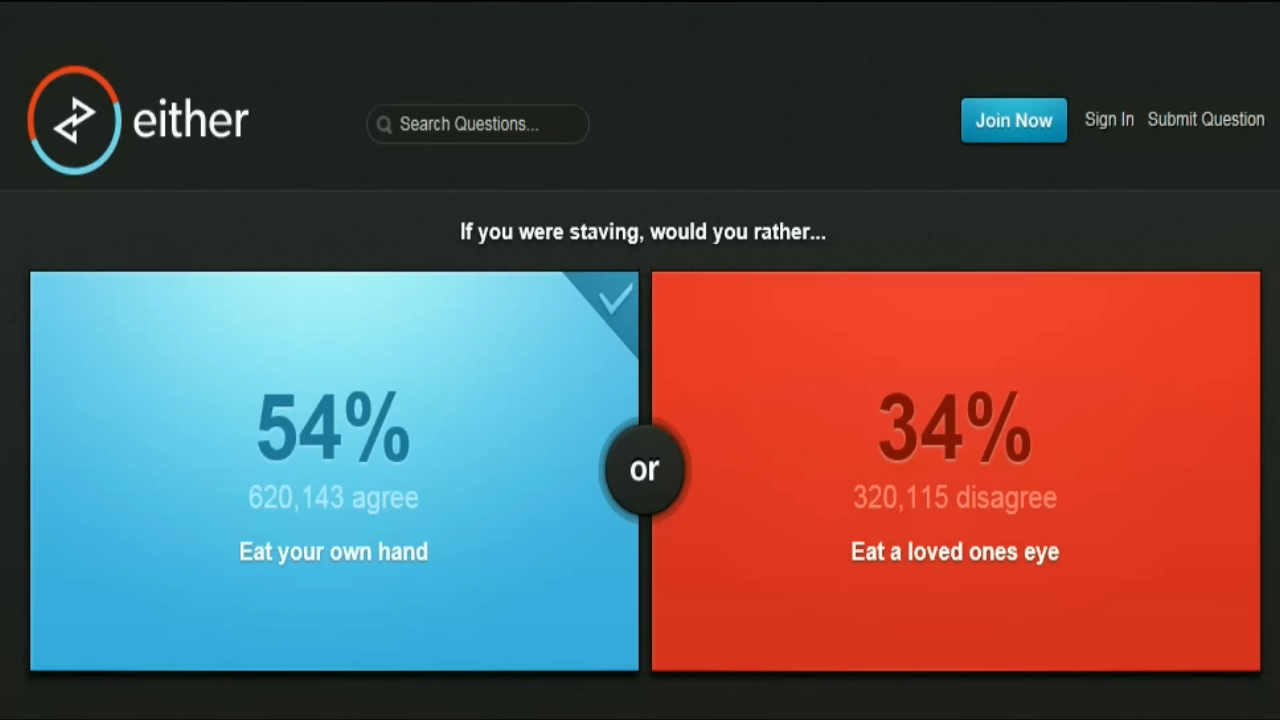 either
Search Questions...
Join Now Sign In Submit Question
If you were staving, would you rather...
54%
620,143 agree
Eat your own hand
or
34%
320,115 disagree
Eat a loved ones eye